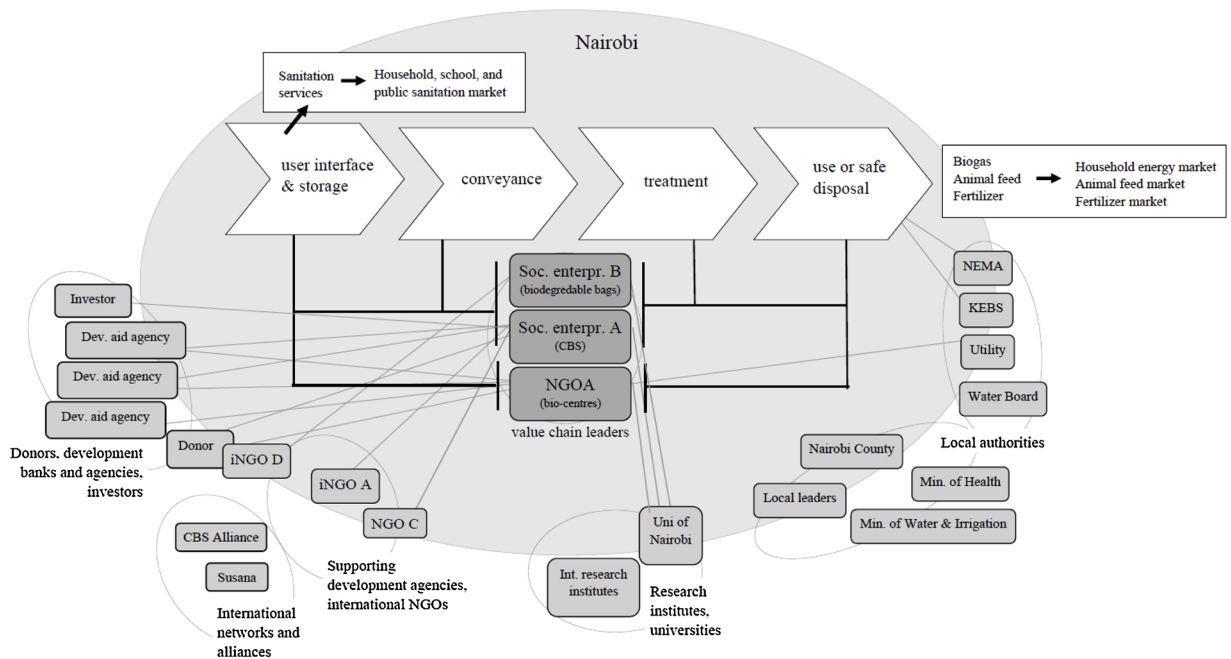 Nairobi
Sanitation
services
Household, school, and
public sanitation market
user interface
& storage
conveyance
treatment
use or safe
disposal
Biogas
Animal feed
Fertilizer
Household energy market
Animal feed market
Fertilizer market
Soc. enterpr. B
(biodegredable bags)
Soc. enterpr. A
(CBS)
NGOA
(bio-centres)
value chain leaders
Investor
Dev. aid agency
Dev. aid agency
Dev. aid agency
Donor
Donors, development
banks and agencies,
investors
iNGO D
iNGO A
NGO C
Supporting
development agencies,
international NGOs
CBS Alliance
Susana
International
networks and
alliances
Uni of
Nairobi
Int. research
institutes
Research
institutes,
universities
NEMA
KEBS
Utility
Water Board
Local authorities
Nairobi County
Min. of Health
Local leaders
Min. of Water & Irrigation